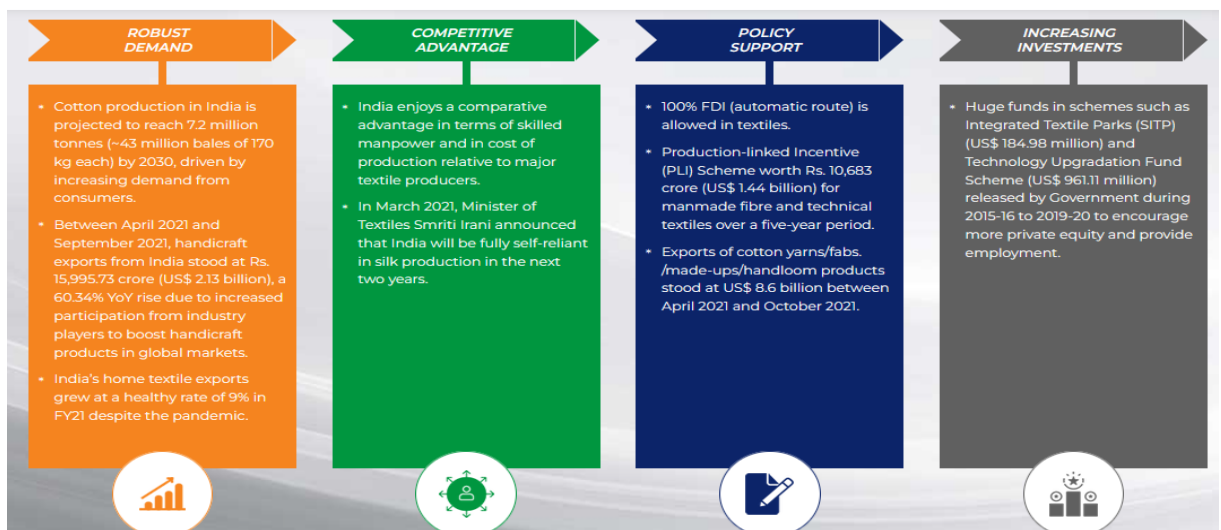 ROBUST
DEMAND
* Cotton production in India is
projected to reach 7.2 million
tonnes (~43 million bales of 170
kg each) by 2030, driven by
increasing demand from
consumers.
* Between April 2021 and
September 2021, handicraft
exports from India stood at Rs.
15,995.73 crore (US$ 2.13 billion), a
60.34% YoY rise due to increased
participation from industry
players to boost handicraft
products in global markets.
* India's home textile exports
grew at a healthy rate of 9% in
FY21 despite the pandemic.
COMPETITIVE
ADVANTAGE
* India enjoys a comparative
advantage in terms of skilled
manpower and in cost of
production relative to major
textile producers.
* In March 2021, Minister of
Textiles Smriti Irani announced
that India will be fully self-reliant
in silk production in the next
two years.
POLICY
SUPPORT
* 100% FDI (automatic route) is
allowed in textiles.
* Production-linked Incentive
(PLI) Scheme worth Rs. 10,683
crore (US$ 1.44 billion) for
manmade fibre and technical
textiles over a five-year period.
* Exports of cotton yarns/fabs.
/made-ups/handloom products
stood at US$ 8.6 billion between
April 2021 and October 2021.
INCREASING
INVESTMENTS
* Huge funds in schemes such as
Integrated Textile Parks (SITP)
(US$ 184.98 million) and
Technology Upgradation Fund
Scheme (US$ 961.11 million)
released by Government during
2015-16 to 2019-20 to encourage
more private equity and provide
employment.